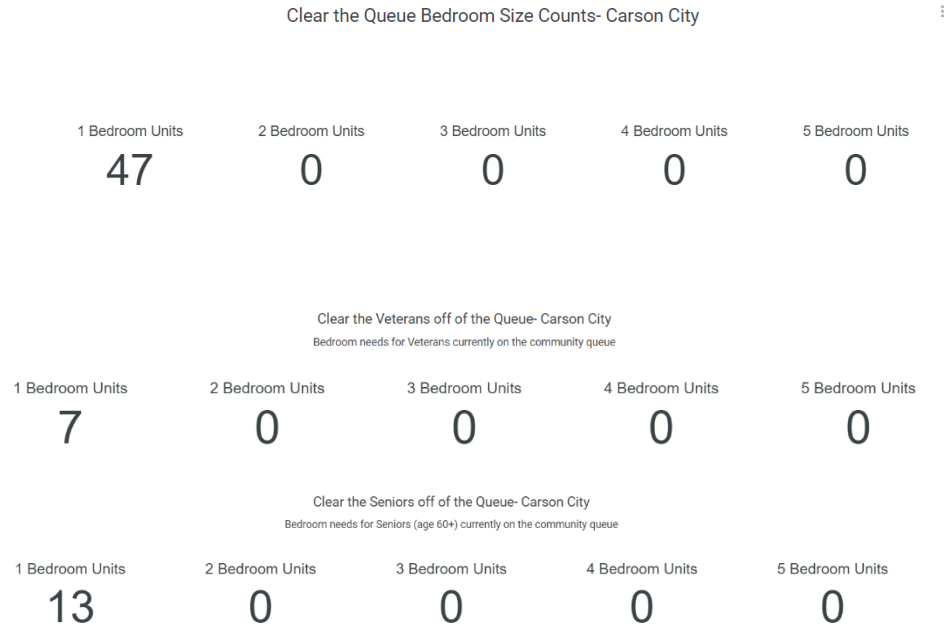 Clear the Queue Bedroom Size Counts- Carson City
1 Bedroom Units 2 Bedroom Units 3 Bedroom Units 4 Bedroom Units 5 Bedroom Units
47 0 0 0 0
Clear the Veterans off of the Queue- Carson City
Bedroom needs for Veterans currently on the community queue
1 Bedroom Units 2 Bedroom Units 3 Bedroom Units 4 Bedroom Units 5 Bedroom Units
7 0 0 0 0
Clear the Seniors off of the Queue- Carson City
Bedroom needs for Seniors (age 60+) currently on the community queue
1 Bedroom Units 2 Bedroom Units 3 Bedroom Units 4 Bedroom Units 5 Bedroom Units
13 0 0 0 0